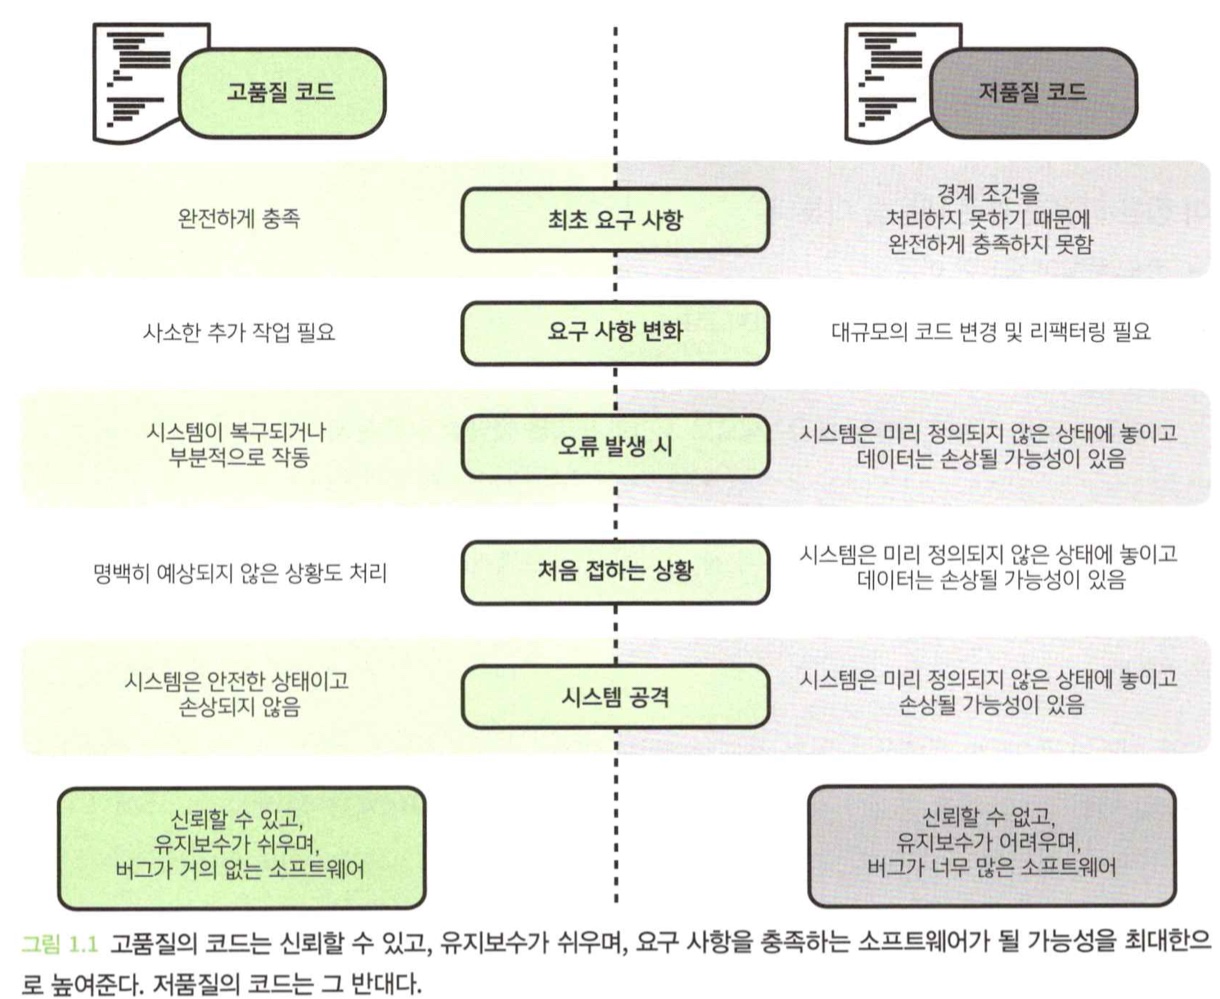 고품질 코드
저품질 코드
완전하게 충족
최초 요구 사항
경계 조건을
처리하지 못하기 때문에
완전하게 충족하지 못함
사소한 추가 작업 필요
요구 사항 변화
대규모의 코드 변경 및 리팩터링 필요
시스템이 복구되거나
부분적으로 작동
오류 발생 시
시스템은 미리 정의되지 않은 상태에 놓이고
데이터는 손상될 가능성이 있음
명백히 예상되지 않은 상황도 처리
처음 접하는 상황
시스템은 미리 정의되지 않은 상태에 놓이고
데이터는 손상될 가능성이 있음
시스템은 안전한 상태이고
손상되지 않음
시스템 공격
시스템은 미리 정의되지 않은 상태에 놓이고
손상될 가능성이 있음
신뢰할 수 있고,
유지보수가 쉬우며,
버그가 거의 없는 소프트웨어
신뢰할 수 없고,
유지보수가 어려우며,
버그가 너무 많은 소프트웨어
그림 1.1 고품질의 코드는 신뢰할 수 있고, 유지보수가 쉬우며, 요구 사항을 충족하는 소프트웨어가 될 가능성을 최대한으
로 높여준다. 저품질의 코드는 그 반대다.